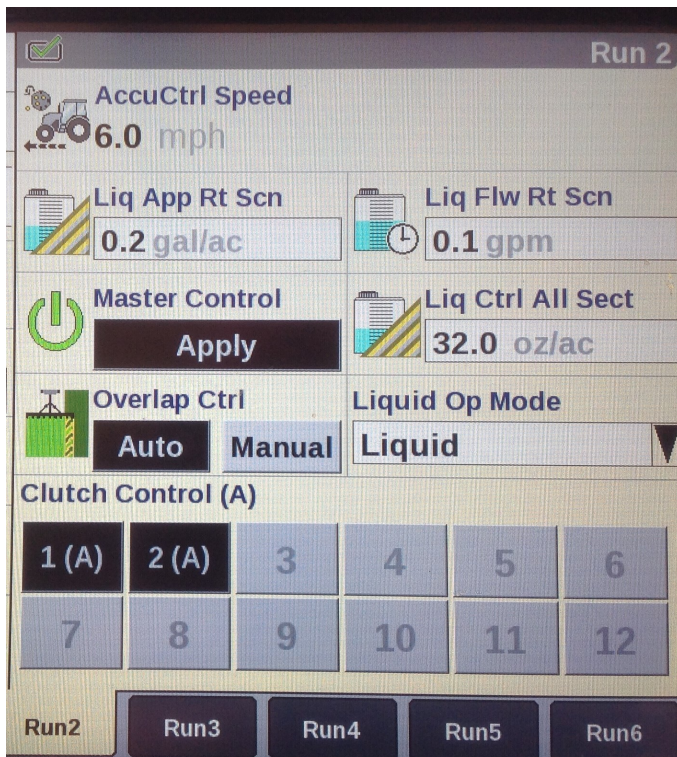 Run 2
AccuCtrl Speed
6.0 mph
Liq App Rt Scn
0.2 gal/ac
Liq Flw Rt Scn
0.1 gpm
Master Control
Apply
Liq Ctrl All Sect
32.0 oz/ac
Overlap Ctrl
Auto Manual
Liquid Op Mode
Liquid
Clutch Control (A)
1 (A) 2 (A) 3 4 5 6
7 8 9 10 11 12
Run2 Run3 Run4 Run5 Run6